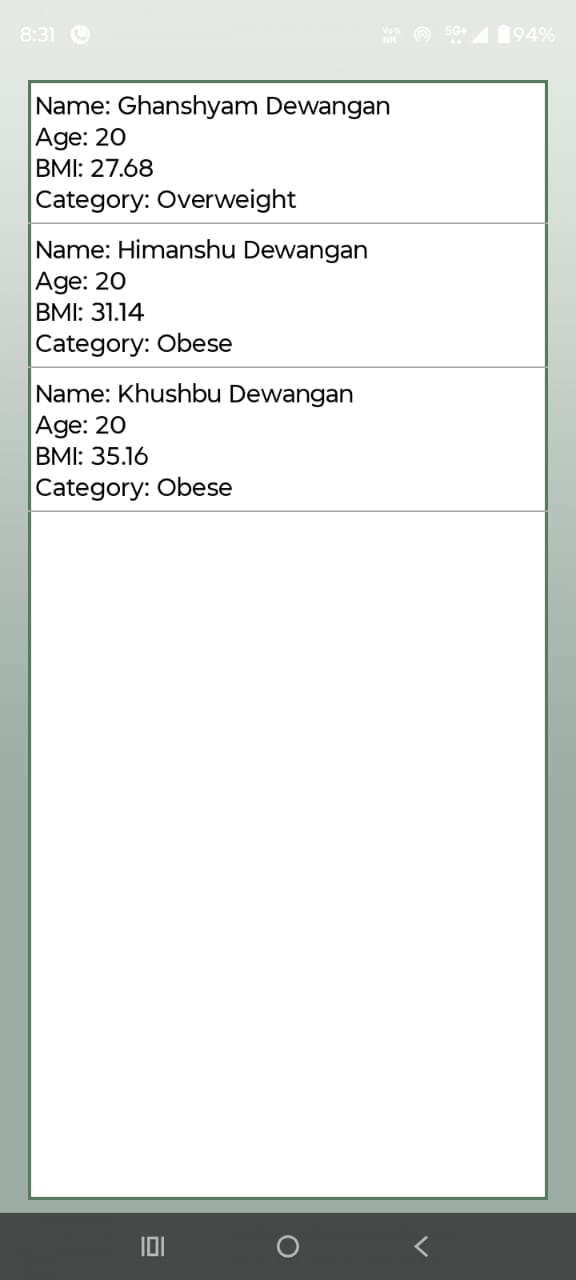 8:31
5G+ 94%
Name: Ghanshyam Dewangan
Age: 20
BMI: 27.68
Category: Overweight
Name: Himanshu Dewangan
Age: 20
BMI: 31.14
Category: Obese
Name: Khushbu Dewangan
Age: 20
BMI: 35.16
Category: Obese